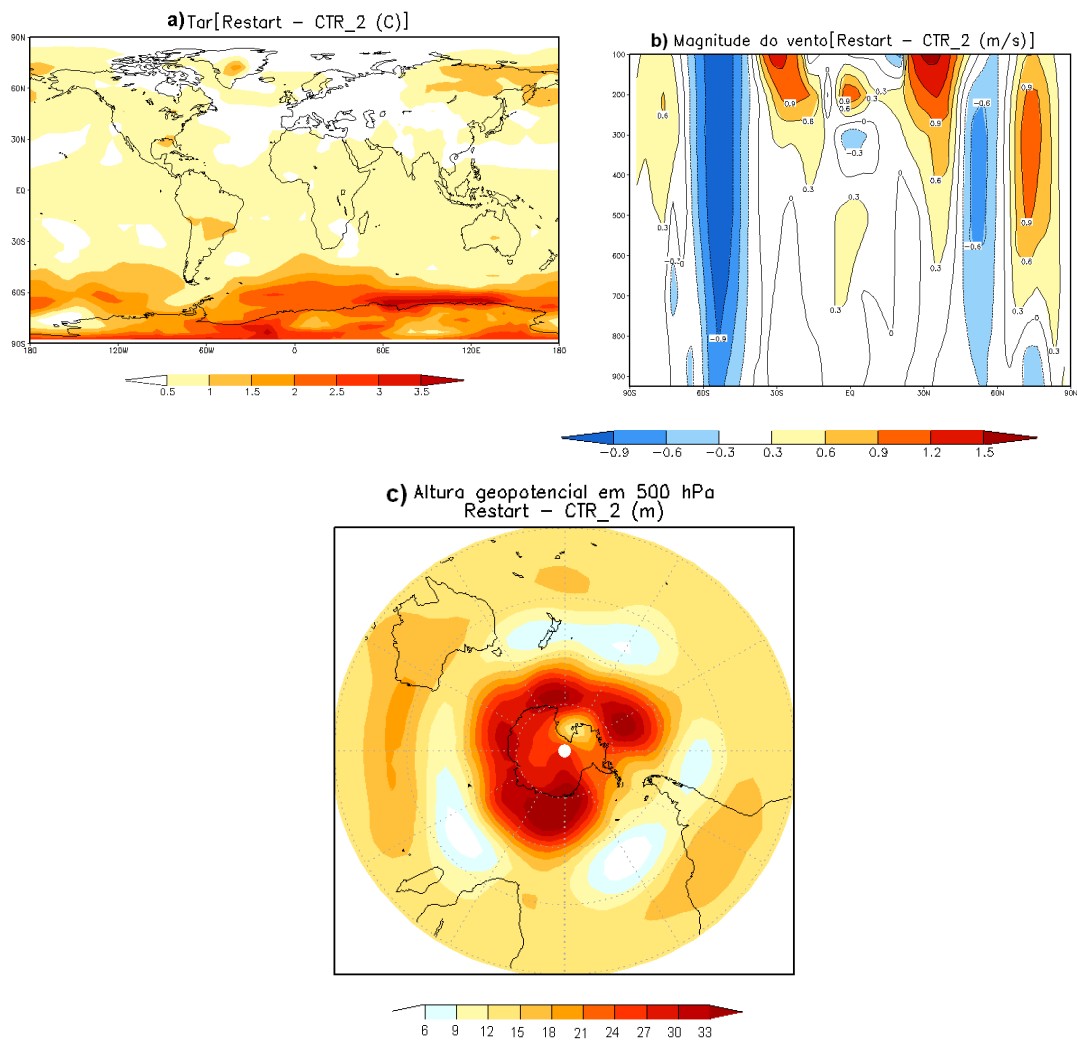 a) Tar[Restart - CTR_2 (C)]
90N
60N
30N
EQ
30S
60S
90S
180 120W 60W 0 60E 120E 180
0.5 1 1.5 2 2.5 3 3.5
b) Magnitude do vento[Restart - CTR_2 (m/s)]
100
200
300
400
500
600
700
800
900
90S 60S 30S EQ 30N 60N 90N
−0.9 −0.6 −0.3 0.3 0.6 0.9 1.2 1.5
c) Altura geopotencial em 500 hPa
Restart - CTR_2 (m)
6 9 12 15 18 21 24 27 30 33